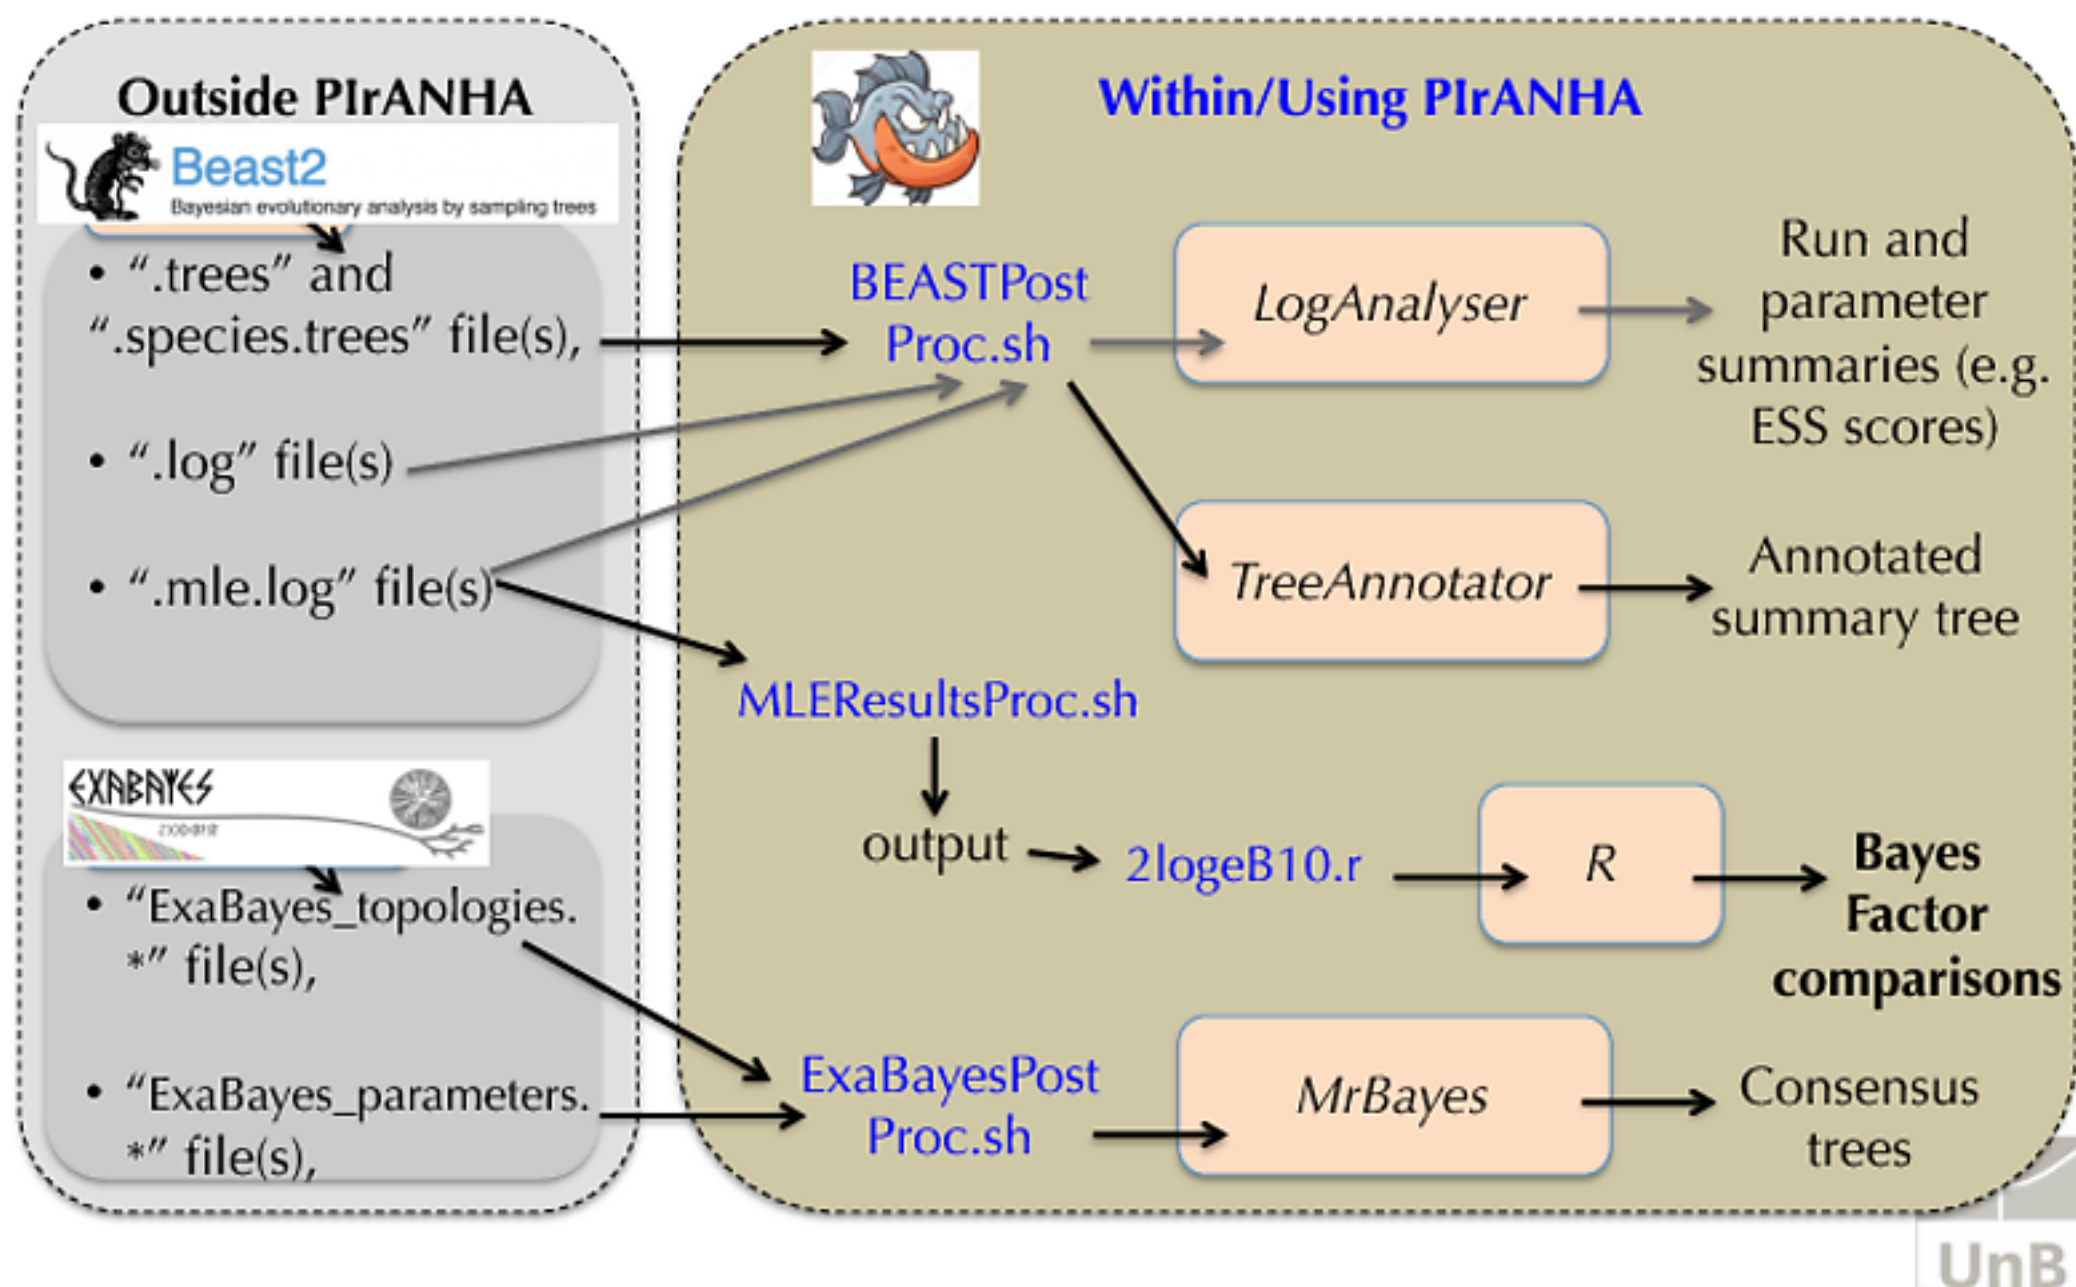 Outside PIrANHA
Beast2
Bayesian evolutionary analysis by sampling trees
• “.trees” and
“.species.trees” file(s),
• “.log” file(s)
• “.mle.log” file(s)
EXABAYES
• “ExaBayes_topologies.
*” file(s),
• “ExaBayes_parameters.
*” file(s),
Within/Using PIrANHA
BEASTPost
Proc.sh
LogAnalyser
Run and
parameter
summaries (e.g.
ESS scores)
TreeAnnotator
Annotated
summary tree
MLEResultsProc.sh
output
2logeB10.r
R
Bayes
Factor
comparisons
ExaBayesPost
Proc.sh
MrBayes
Consensus
trees
UnB